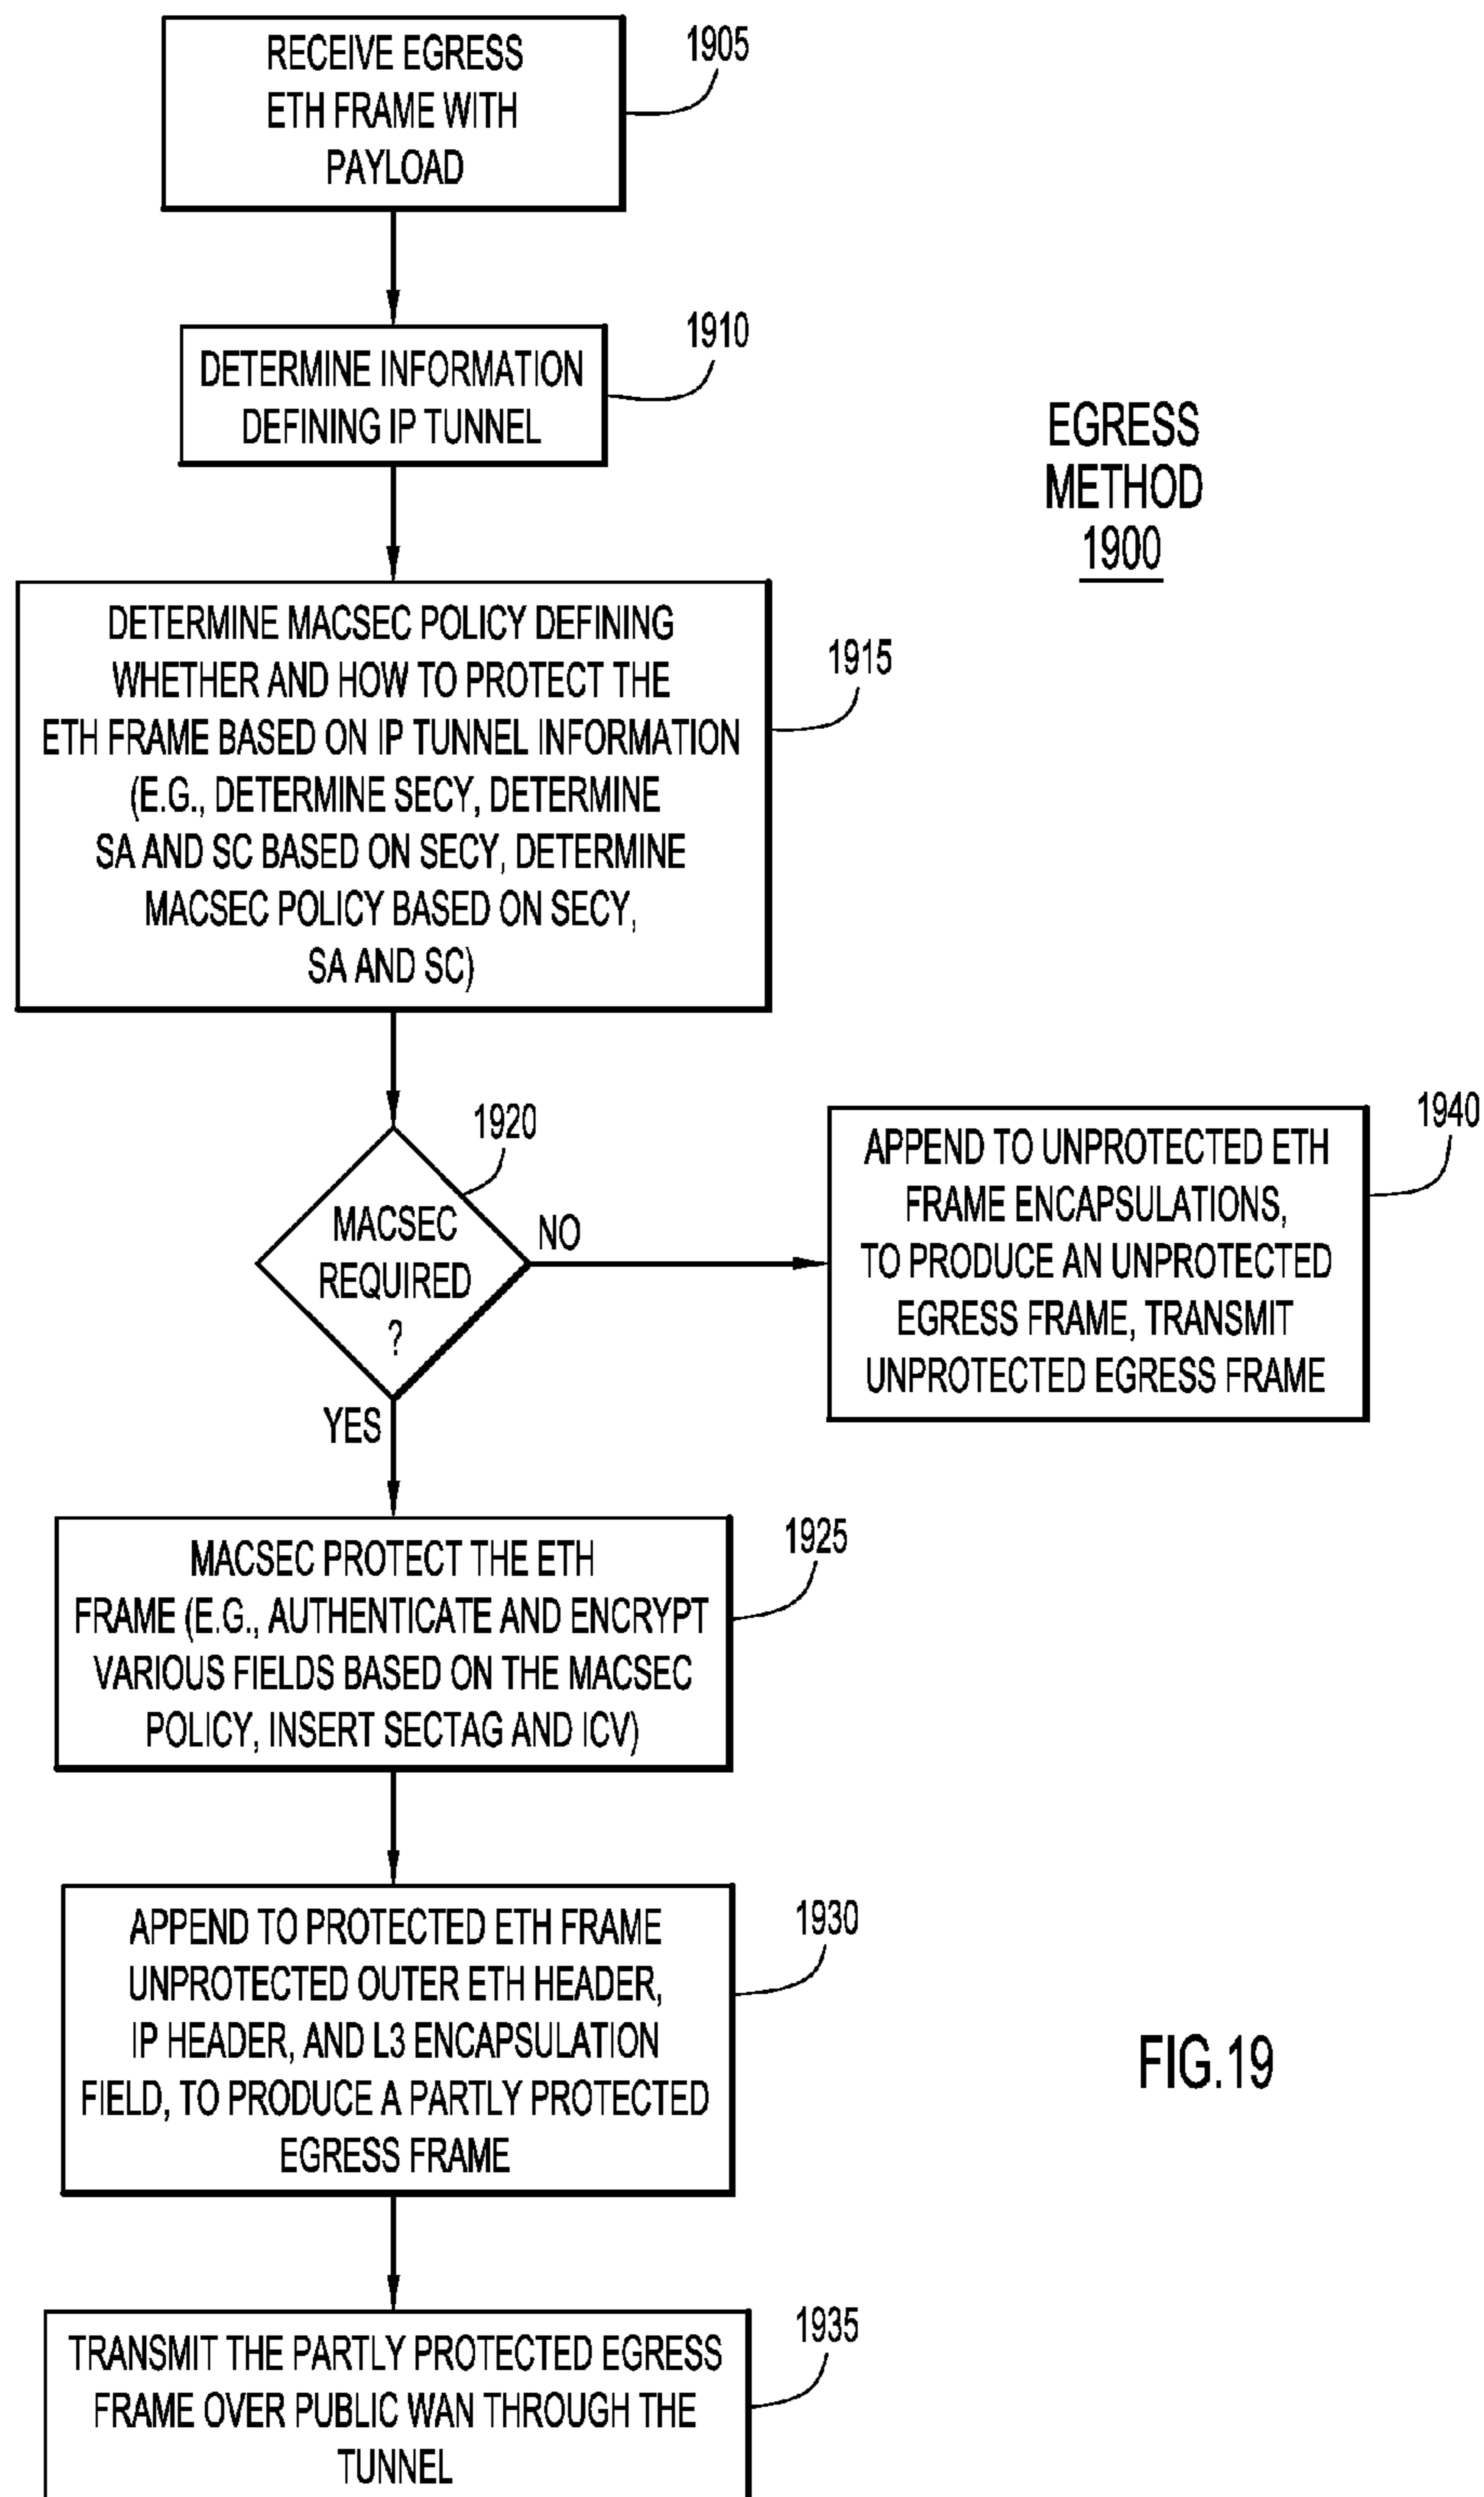 RECEIVE EGRESS
ETH FRAME WITH
PAYLOAD
1905
DETERMINE INFORMATION
DEFINING IP TUNNEL
1910
EGRESS
METHOD
1900
DETERMINE MACSEC POLICY DEFINING
WHETHER AND HOW TO PROTECT THE
ETH FRAME BASED ON IP TUNNEL INFORMATION
(E.G., DETERMINE SECY, DETERMINE
SA AND SC BASED ON SECY, DETERMINE
MACSEC POLICY BASED ON SECY,
SA AND SC)
1915
1920
MACSEC
REQUIRED
?
NO
YES
1940
APPEND TO UNPROTECTED ETH
FRAME ENCAPSULATIONS,
TO PRODUCE AN UNPROTECTED
EGRESS FRAME, TRANSMIT
UNPROTECTED EGRESS FRAME
MACSEC PROTECT THE ETH
FRAME (E.G., AUTHENTICATE AND ENCRYPT
VARIOUS FIELDS BASED ON THE MACSEC
POLICY, INSERT SECTAG AND ICV)
1925
APPEND TO PROTECTED ETH FRAME
UNPROTECTED OUTER ETH HEADER,
IP HEADER, AND L3 ENCAPSULATION
FIELD, TO PRODUCE A PARTLY PROTECTED
EGRESS FRAME
1930
FIG.19
TRANSMIT THE PARTLY PROTECTED EGRESS
FRAME OVER PUBLIC WAN THROUGH THE
TUNNEL
1935